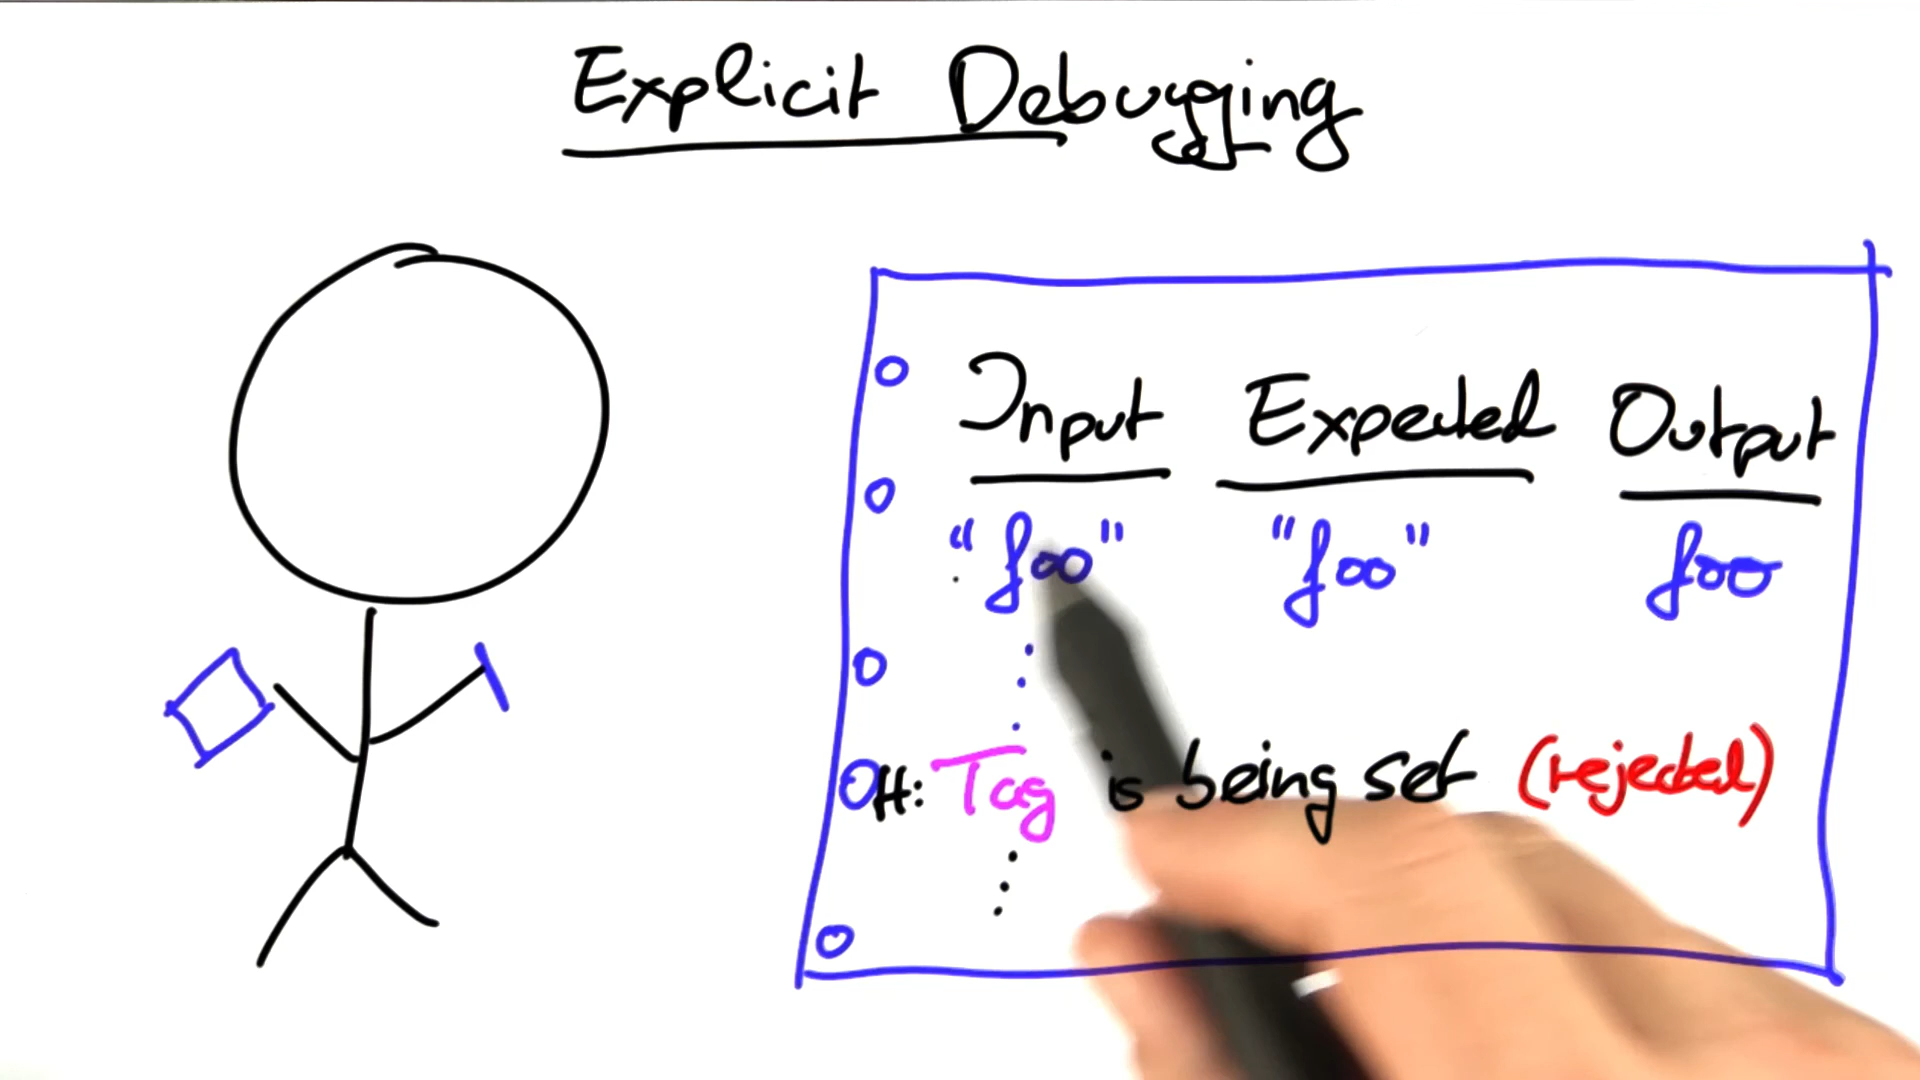 Explicit Debugging
Input Expected Output
"foo" "foo" foo
H: Tag is being set (rejected)